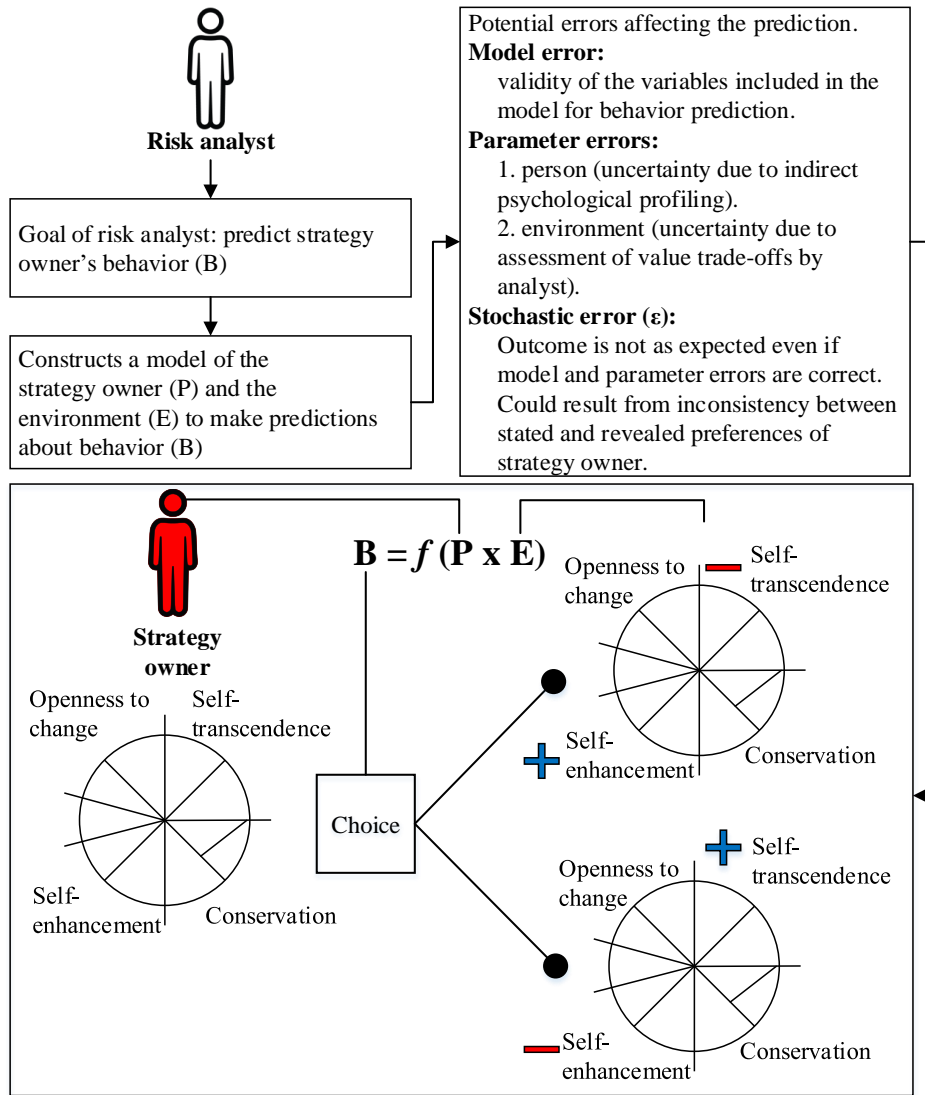 Risk analyst
Goal of risk analyst: predict strategy
owner's behavior (B)
Constructs a model of the
strategy owner (P) and the
environment (E) to make predictions
about behavior (B)
Potential errors affecting the prediction.
Model error:
validity of the variables included in the
model for behavior prediction.
Parameter errors:
1. person (uncertainty due to indirect
psychological profiling).
2. environment (uncertainty due to
assessment of value trade-offs by
analyst).
Stochastic error (ε):
Outcome is not as expected even if
model and parameter errors are correct.
Could result from inconsistency between
stated and revealed preferences of
strategy owner.
B = f (P x E)
Strategy
owner
Openness to
change
Self-
transcendence
Self-
enhancement
Conservation
Choice
Openness to
change
Self-
transcendence
Self-
enhancement
Conservation
Openness to
change
Self-
transcendence
Self-
enhancement
Conservation